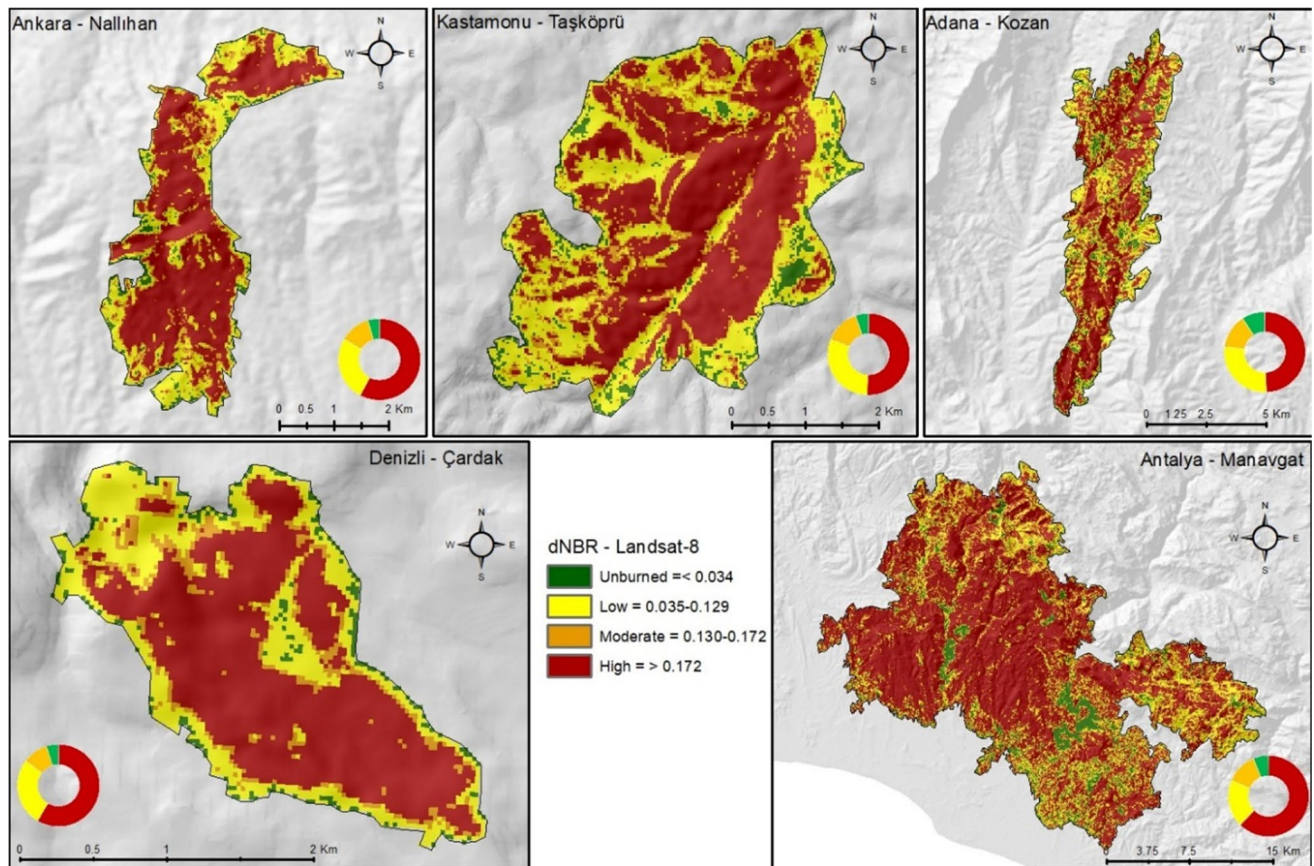 Ankara - Nallıhan
N
W E
S
0 0.5 1 2 Km
Kastamonu - Taşköprü
N
W E
S
0 0.5 1 2 Km
Adana - Kozan
N
W E
S
0 1.25 2.5 5 Km
Denizli - Çardak
N
W E
S
0 0.5 1 2 Km
dNBR - Landsat-8
Unburned =< 0.034
Low = 0.035-0.129
Moderate = 0.130-0.172
High = > 0.172
Antalya - Manavgat
N
W E
S
0 3.75 7.5 15 Km